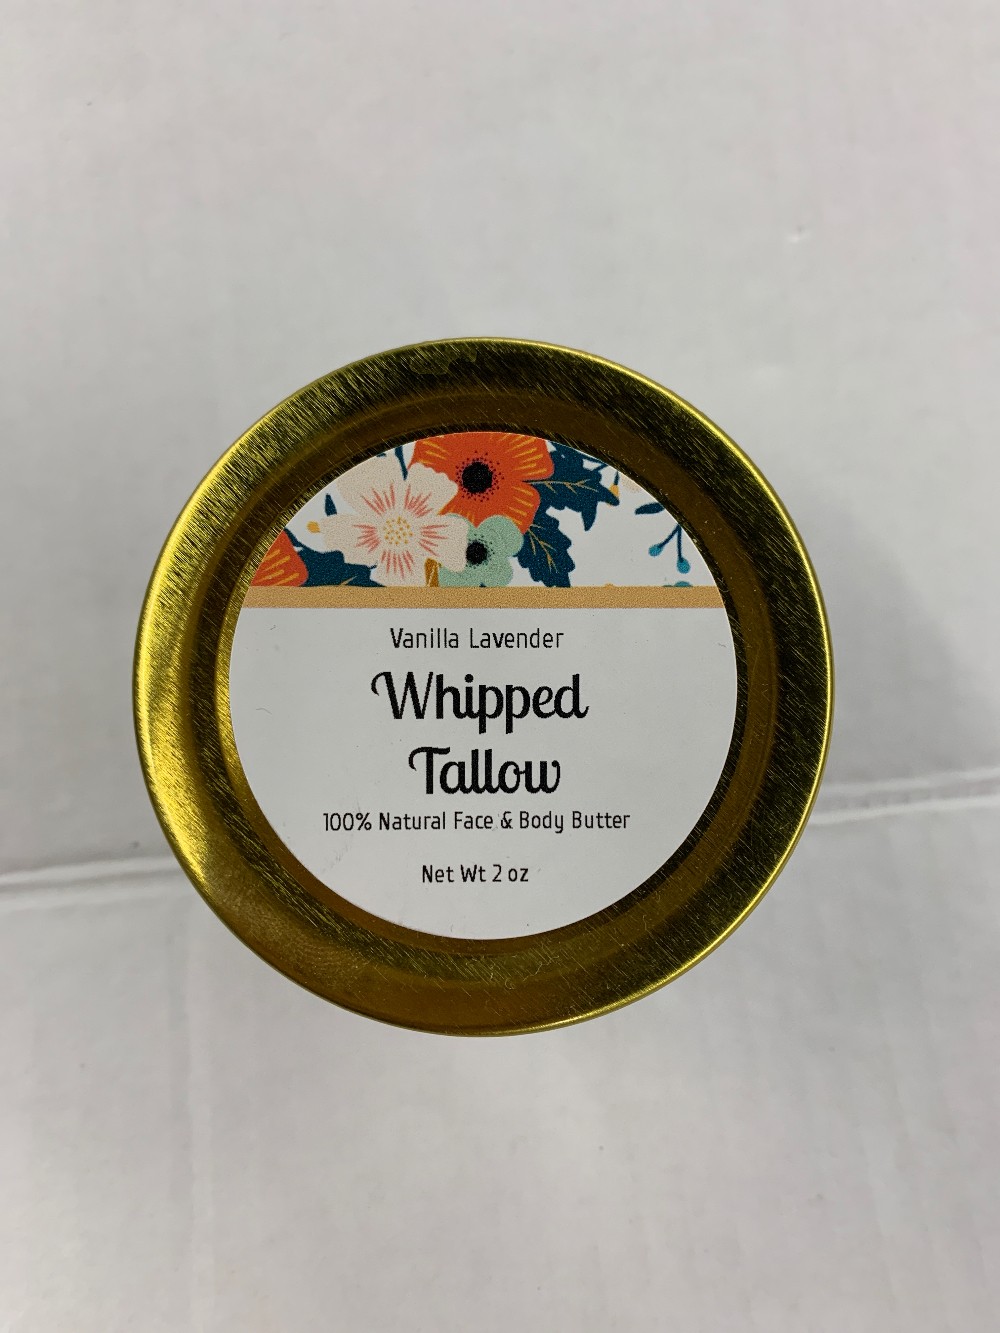 Vanilla Lavender
Whipped
Tallow
100% Natural Face & Body Butter
Net Wt 2 oz